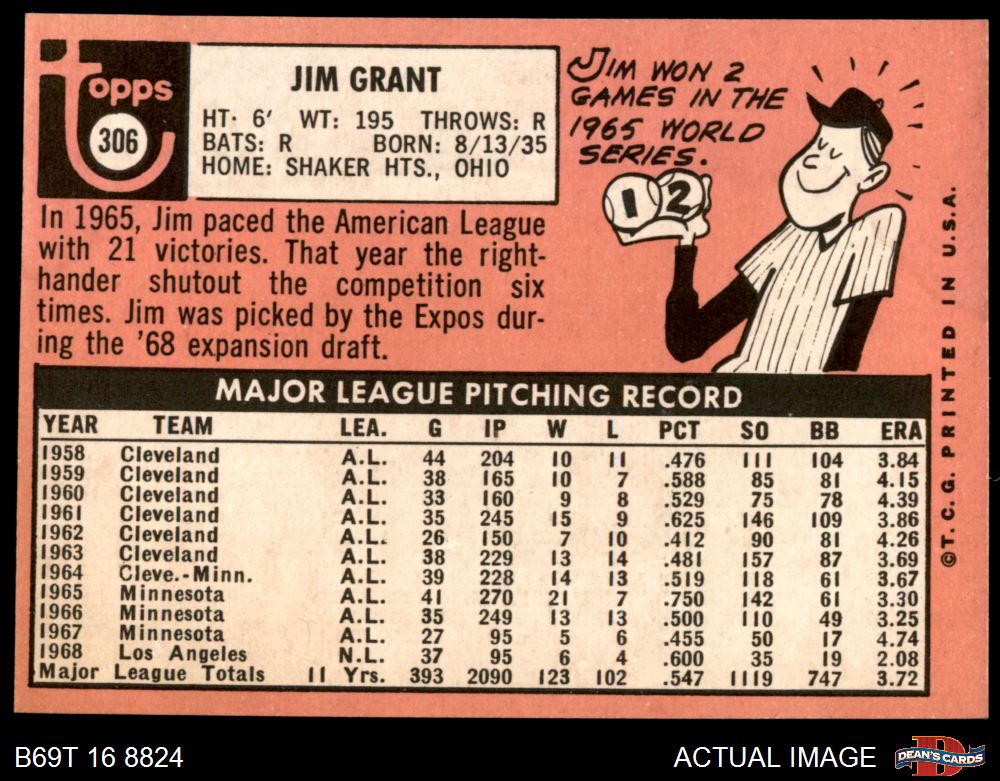 Topps
306
JIM GRANT
HT· 6' WT: 195 THROWS: R
BATS: R BORN: 8/13/35
HOME: SHAKER HTS., OHIO
JIM WON 2
GAMES IN THE
1965 WORLD
SERIES.
1 2
In 1965, Jim paced the American League
with 21 victories. That year the right-
hander shutout the competition six
times. Jim was picked by the Expos dur-
ing the '68 expansion draft.
MAJOR LEAGUE PITCHING RECORD
YEAR TEAM LEA. G IP W L PCT SO BB ERA
1958 Cleveland A.L. 44 204 10 11 .476 111 104 3.84
1959 Cleveland A.L. 38 165 10 7 .588 85 81 4.15
1960 Cleveland A.L. 33 160 9 8 .529 75 78 4.39
1961 Cleveland A.L. 35 245 15 9 .625 146 109 3.86
1962 Cleveland A.L. 26 150 7 10 .412 90 81 4.26
1963 Cleveland A.L. 38 229 13 14 .481 157 87 3.69
1964 Cleve.-Minn. A.L. 39 228 14 13 .519 118 61 3.67
1965 Minnesota A.L. 41 270 21 7 .750 142 61 3.30
1966 Minnesota A.L. 35 249 13 13 .500 110 49 3.25
1967 Minnesota A.L. 27 95 5 6 .455 50 17 4.74
1968 Los Angeles N.L. 37 95 6 4 .600 35 19 2.08
Major League Totals 11 Yrs. 393 2090 123 102 .547 1119 747 3.72
©T. C. G. PRINTED IN U.S.A.
B69T 16 8824
ACTUAL IMAGE
D
DEAN'S CARDS